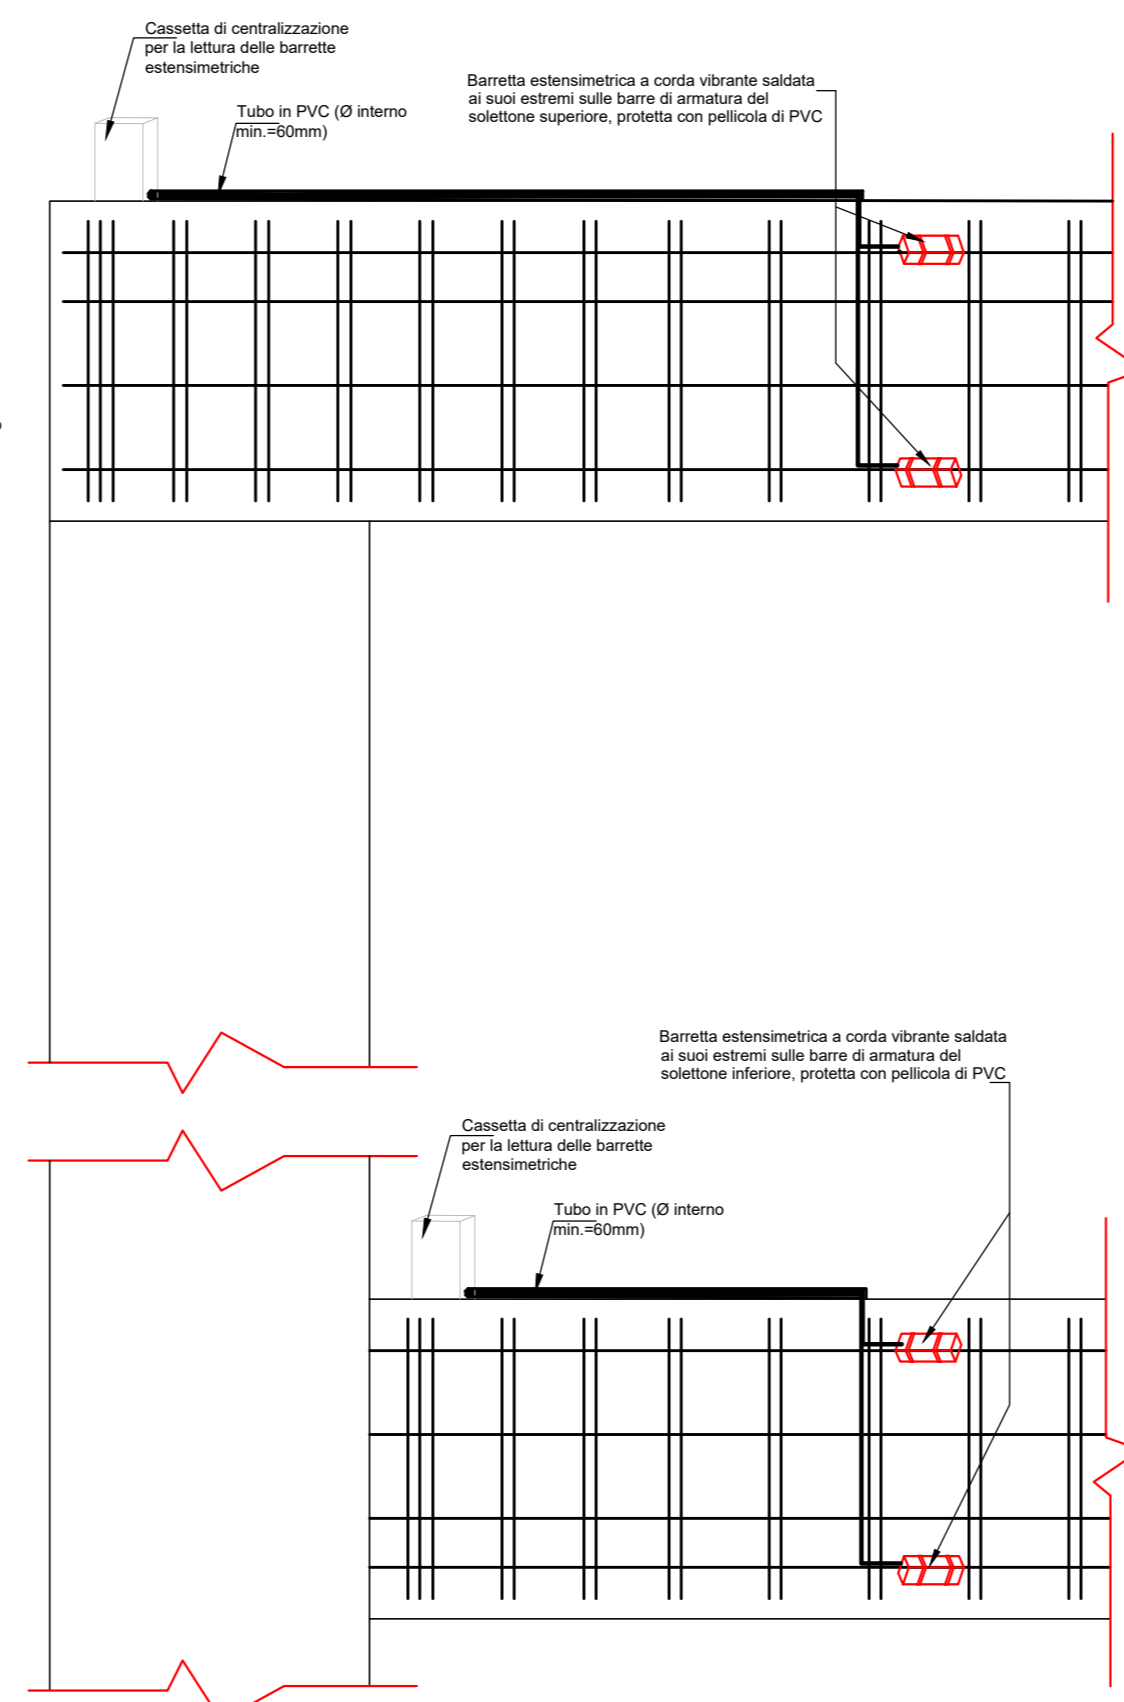 Cassetta di centralizzazione
per la lettura delle barrette
estensimetriche
Tubo in PVC (Ø interno
min.=60mm)
Barretta estensimetrica a corda vibrante saldata
ai suoi estremi sulle barre di armatura del
solettone superiore, protetta con pellicola di PVC
Barretta estensimetrica a corda vibrante saldata
ai suoi estremi sulle barre di armatura del
solettone inferiore, protetta con pellicola di PVC
Cassetta di centralizzazione
per la lettura delle barrette
estensimetriche
Tubo in PVC (Ø interno
min.=60mm)